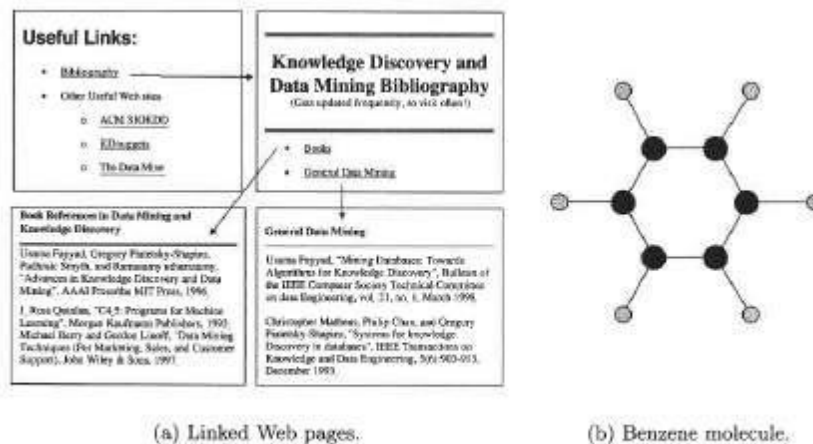 Useful Links:
• Bibliography
• Other Useful Web sites
o ACM SIGKDD
o KDnuggets
o The Data Mine
Knowledge Discovery and
Data Mining Bibliography
(Gets updated frequently, so visit often!)
• Books
• General Data Mining
Book References in Data Mining and
Knowledge Discovery
Usama Fayyad, Gregory Piatetsky-Shapiro,
Padhraic Smyth, and Ramasamy uthurusamy,
"Advances in Knowledge Discovery and Data
Mining", AAAI Press/the MIT Press, 1996.
J. Ross Quinlan, "C4.5: Programs for Machine
Learning", Morgan Kaufmann Publishers, 1993.
Michael Berry and Gordon Linoff, "Data Mining
Techniques (For Marketing, Sales, and Customer
Support), John Wiley & Sons, 1997.
General Data Mining
Usama Fayyad, "Mining Databases: Towards
Algorithms for Knowledge Discovery", Bulletin of
the IEEE Computer Society Technical Committee
on data Engineering, vol. 21, no. 1, March 1998.
Christopher Matheus, Philip Chan, and Gregory
Piatetsky-Shapiro, "Systems for knowledge
Discovery in databases", IEEE Transactions on
Knowledge and Data Engineering, 5(6):903-913,
December 1993.
(a) Linked Web pages.
(b) Benzene molecule.